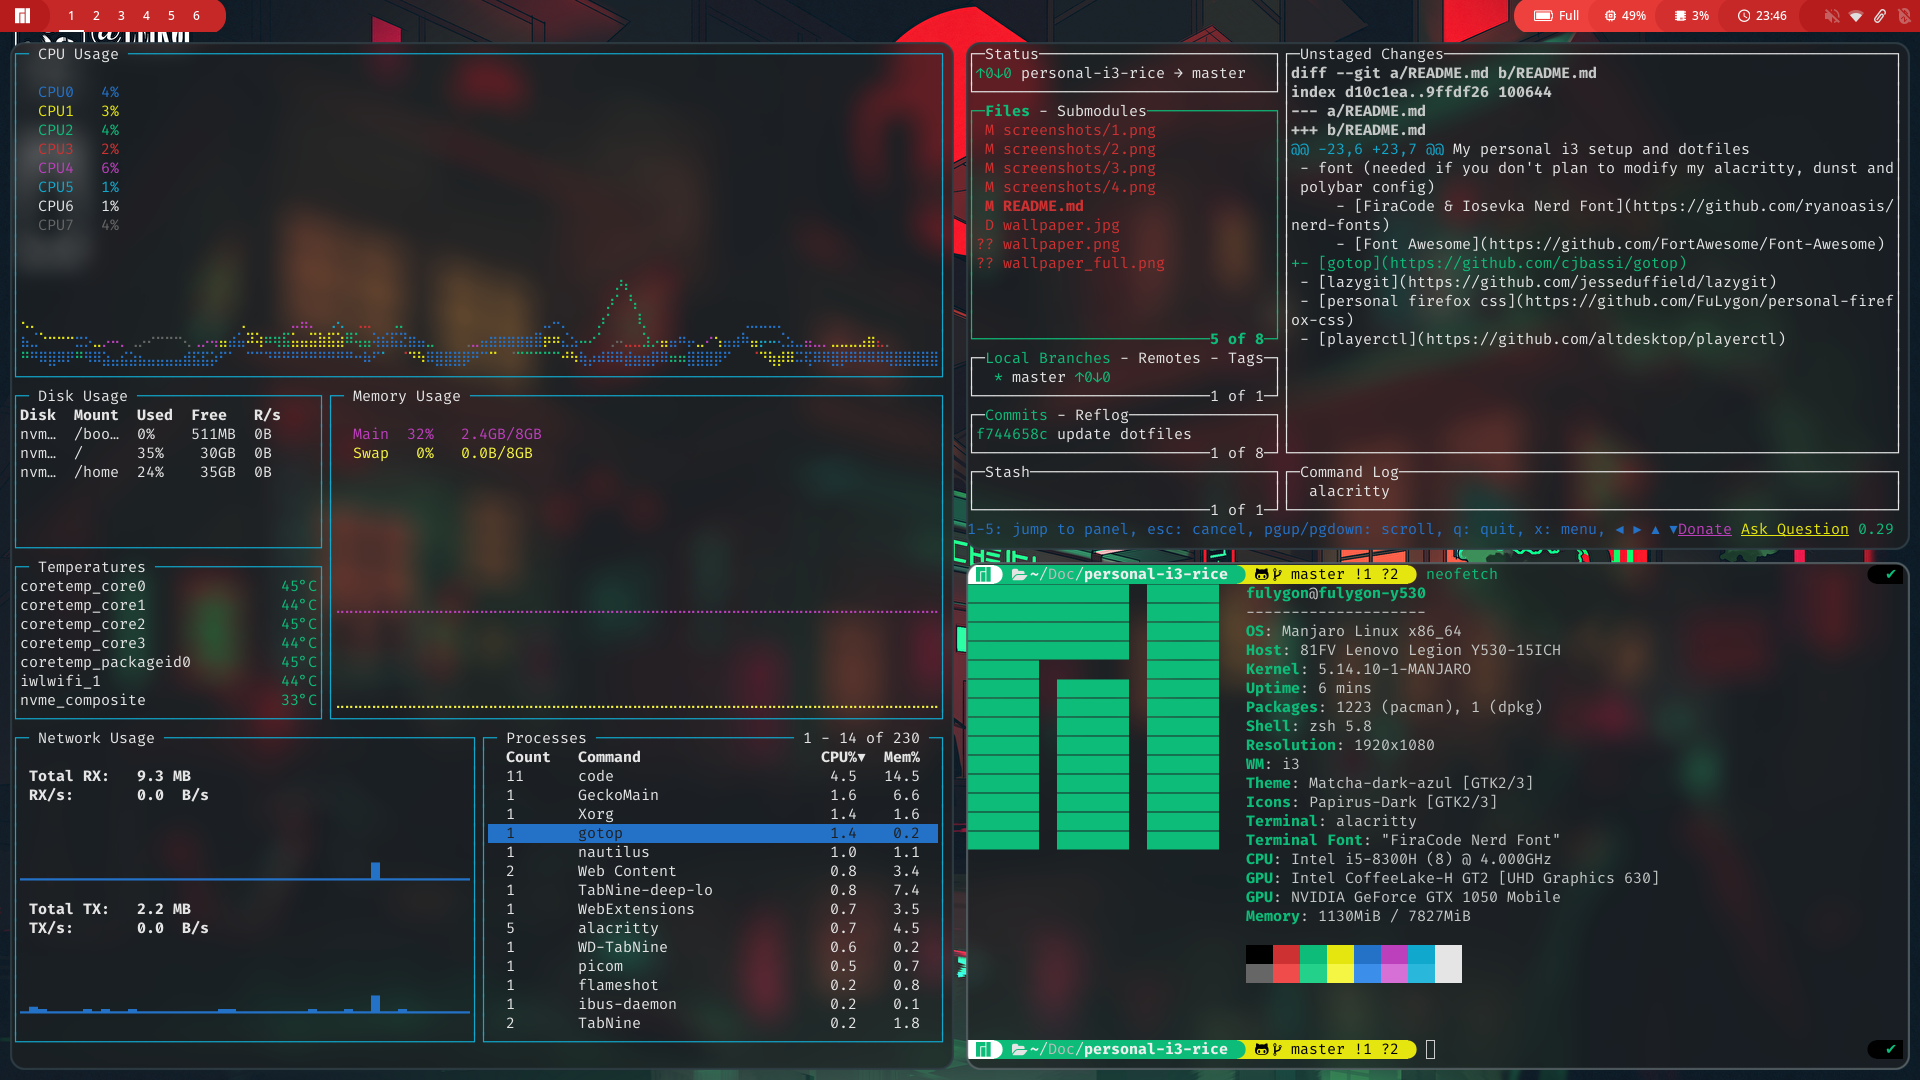 1 2 3 4 5 6
Full 49% 3% 23:46
CPU Usage
CPU0 4%
CPU1 3%
CPU2 4%
CPU3 2%
CPU4 6%
CPU5 1%
CPU6 1%
CPU7 4%
Disk Usage
Disk Mount Used Free R/s
nvm… /boo… 0% 511MB 0B
nvm… / 35% 30GB 0B
nvm… /home 24% 35GB 0B
Memory Usage
Main 32% 2.4GB/8GB
Swap 0% 0.0B/8GB
Temperatures
coretemp_core0 45°C
coretemp_core1 44°C
coretemp_core2 45°C
coretemp_core3 44°C
coretemp_packageid0 45°C
iwlwifi_1 44°C
nvme_composite 33°C
Network Usage
Total RX: 9.3 MB
RX/s: 0.0 B/s
Total TX: 2.2 MB
TX/s: 0.0 B/s
Processes 1 - 14 of 230
Count Command CPU%▼ Mem%
11 code 4.5 14.5
1 GeckoMain 1.6 6.6
1 Xorg 1.4 1.6
1 gotop 1.4 0.2
1 nautilus 1.0 1.1
2 Web Content 0.8 3.4
1 TabNine-deep-lo 0.8 7.4
1 WebExtensions 0.7 3.5
5 alacritty 0.7 4.5
1 WD-TabNine 0.6 0.2
1 picom 0.5 0.7
1 flameshot 0.2 0.8
1 ibus-daemon 0.2 0.1
2 TabNine 0.2 1.8
Status
↑0↓0 personal-i3-rice → master
Files - Submodules
M screenshots/1.png
M screenshots/2.png
M screenshots/3.png
M screenshots/4.png
M README.md
D wallpaper.jpg
?? wallpaper.png
?? wallpaper_full.png
5 of 8
Local Branches - Remotes - Tags
* master ↑0↓0
1 of 1
Commits - Reflog
f744658c update dotfiles
1 of 8
Stash
1 of 1
Unstaged Changes
diff --git a/README.md b/README.md
index d10c1ea..9ffdf26 100644
--- a/README.md
+++ b/README.md
@@ -23,6 +23,7 @@ My personal i3 setup and dotfiles
- font (needed if you don't plan to modify my alacritty, dunst and
polybar config)
- [FiraCode & Iosevka Nerd Font](https://github.com/ryanoasis/
nerd-fonts)
- [Font Awesome](https://github.com/FortAwesome/Font-Awesome)
+- [gotop](https://github.com/cjbassi/gotop)
- [lazygit](https://github.com/jesseduffield/lazygit)
- [personal firefox css](https://github.com/FuLygon/personal-firef
ox-css)
- [playerctl](https://github.com/altdesktop/playerctl)
Command Log
alacritty
1-5: jump to panel, esc: cancel, pgup/pgdown: scroll, q: quit, x: menu, ◄ ► ▲ ▼Donate Ask Question 0.29
~/Doc/personal-i3-rice master !1 ?2 neofetch ✔
fulygon@fulygon-y530
--------------------
OS: Manjaro Linux x86_64
Host: 81FV Lenovo Legion Y530-15ICH
Kernel: 5.14.10-1-MANJARO
Uptime: 6 mins
Packages: 1223 (pacman), 1 (dpkg)
Shell: zsh 5.8
Resolution: 1920x1080
WM: i3
Theme: Matcha-dark-azul [GTK2/3]
Icons: Papirus-Dark [GTK2/3]
Terminal: alacritty
Terminal Font: "FiraCode Nerd Font"
CPU: Intel i5-8300H (8) @ 4.000GHz
GPU: Intel CoffeeLake-H GT2 [UHD Graphics 630]
GPU: NVIDIA GeForce GTX 1050 Mobile
Memory: 1130MiB / 7827MiB
~/Doc/personal-i3-rice master !1 ?2 ✔